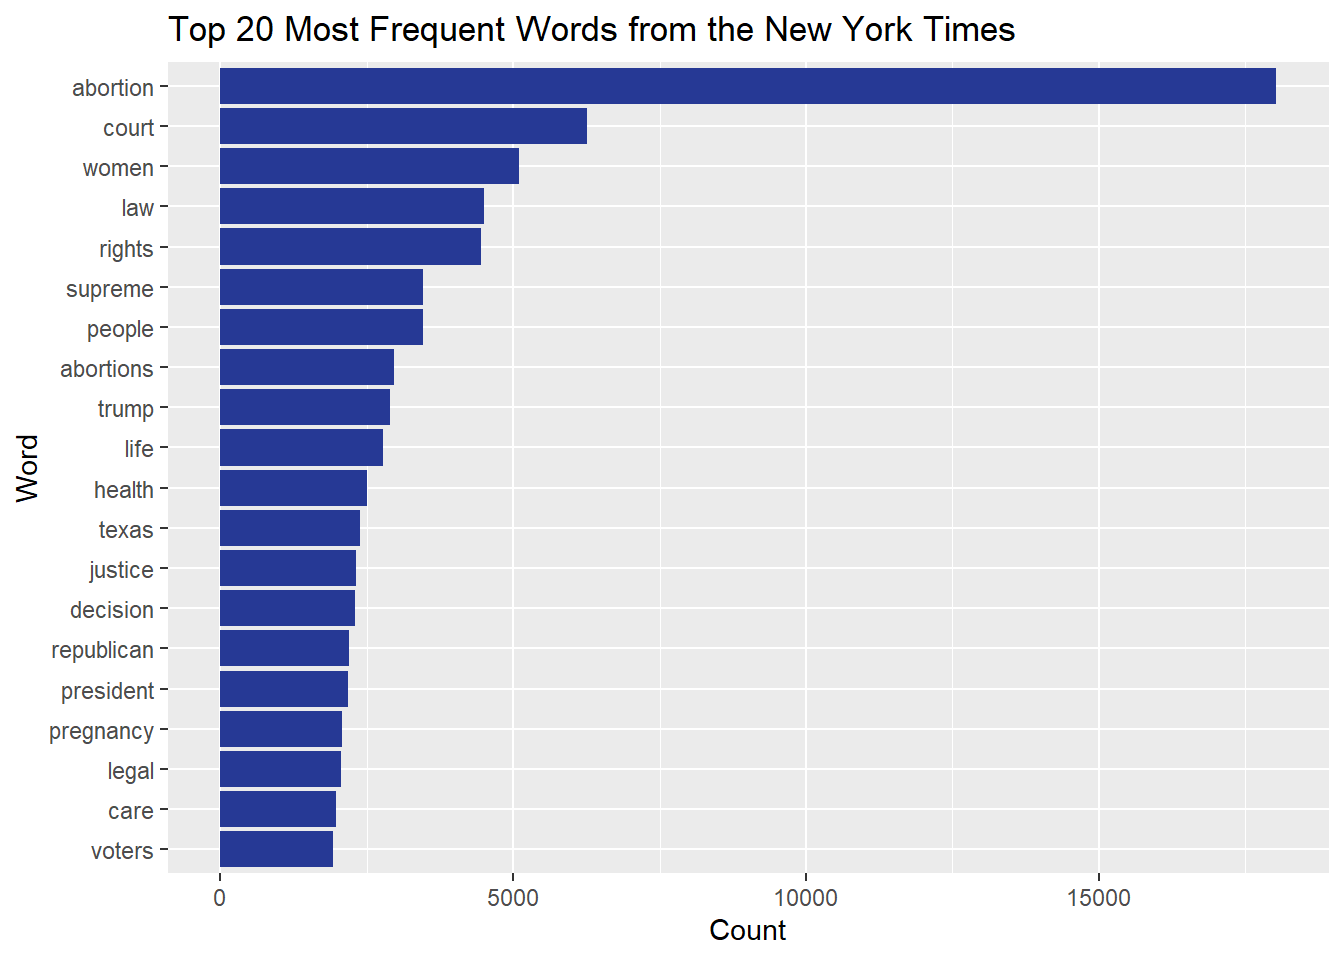 Top 20 Most Frequent Words from the New York Times
abortion
court
women
law
rights
supreme
people
abortions
trump
life
health
texas
justice
decision
republican
president
pregnancy
legal
care
voters
Word
0 5000 10000 15000
Count